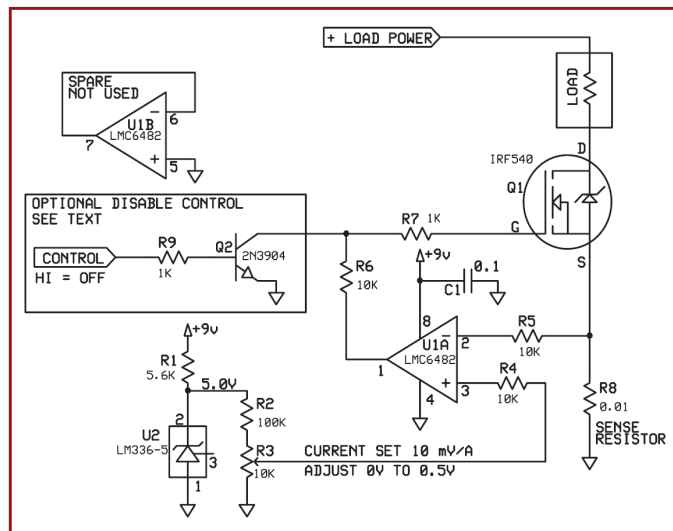 + LOAD POWER
LOAD
SPARE
NOT USED
6
U1B
LMC6482
7
5
IRF540
D
Q1
G
S
OPTIONAL DISABLE CONTROL
SEE TEXT
CONTROL
HI = OFF
R9
1K
Q2
2N3904
R7 1K
R6
10K
+9v
0.1
C1
8
U1A
LMC6482
1
2
3
4
R5
10K
R4
10K
R8
0.01
SENSE
RESISTOR
+9v
R1
5.6K
5.0V
R2
100K
2
U2
LM336-5
3
1
R3
10K
CURRENT SET 10 mV/A
ADJUST 0V TO 0.5V